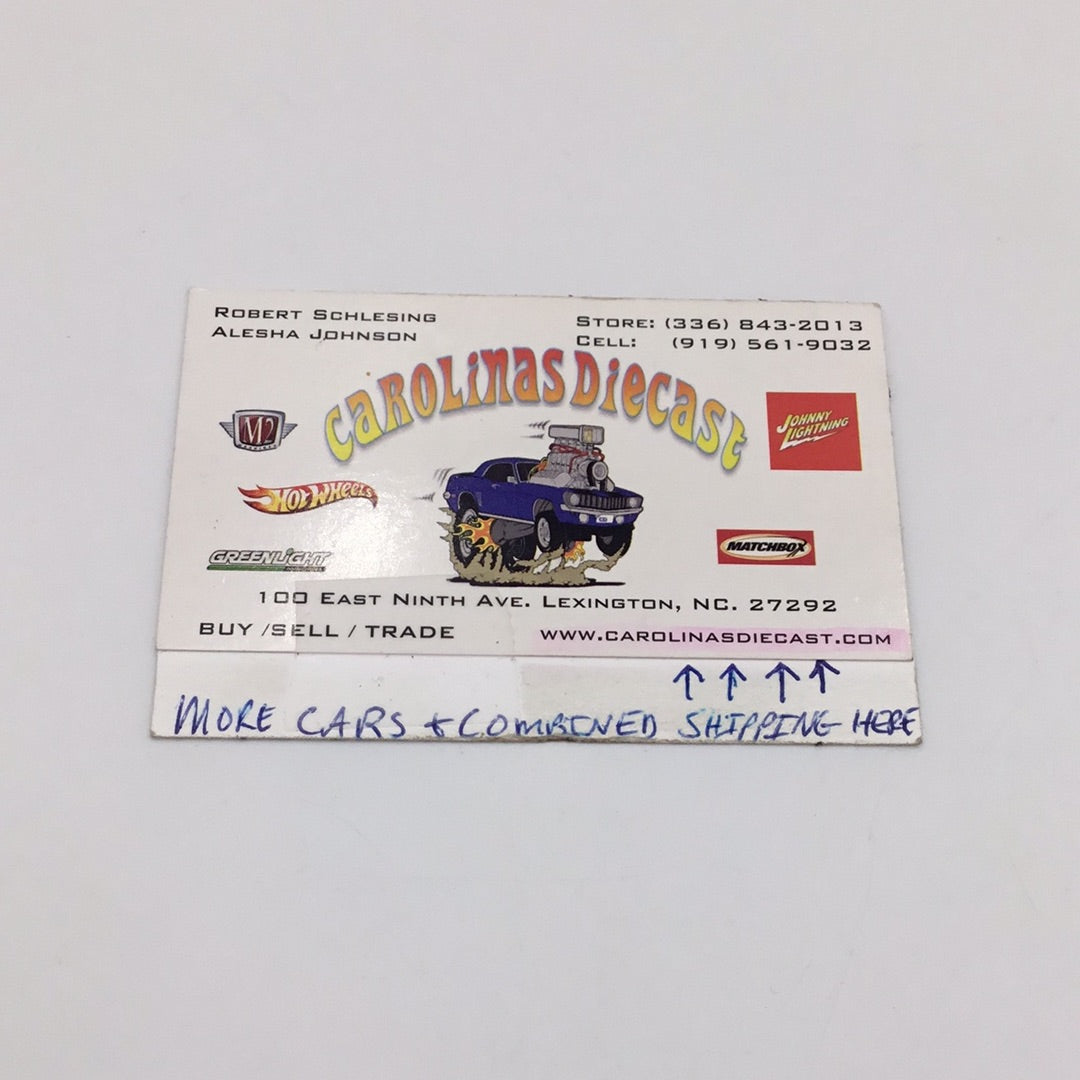 ROBERT SCHLESING
ALESHA JOHNSON
STORE: (336) 843-2013
CELL: (919) 561-9032
CAROLINAS DIECAST
M2
JOHNNY LIGHTNING
HOT WHEELS
GREENLIGHT
MATCHBOX
100 EAST NINTH AVE. LEXINGTON, NC. 27292
BUY /SELL / TRADE
WWW.CAROLINASDIECAST.COM
MORE CARS + COMBINED SHIPPING HERE